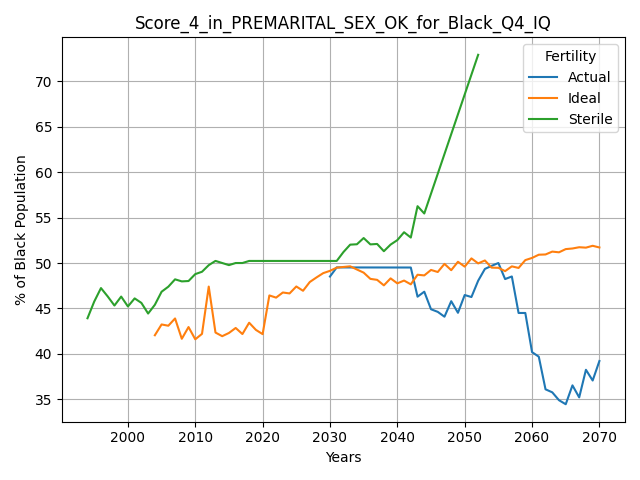 Score_4_in_PREMARITAL_SEX_OK_for_Black_Q4_IQ
Fertility
Actual
Ideal
Sterile
% of Black Population
70
65
60
55
50
45
40
35
2000
2010
2020
2030
2040
2050
2060
2070
Years